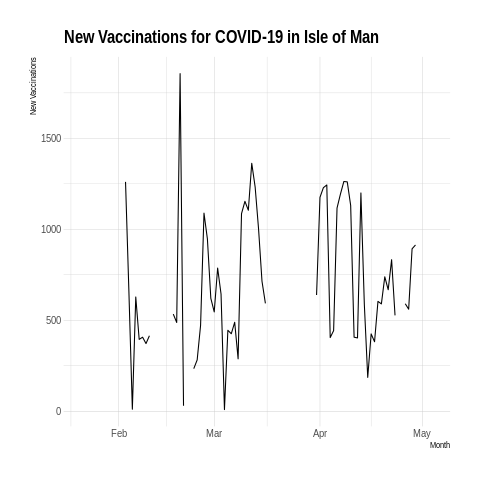 New Vaccinations for COVID-19 in Isle of Man
New Vaccinations
1500
1000
500
0
Feb
Mar
Apr
May
Month